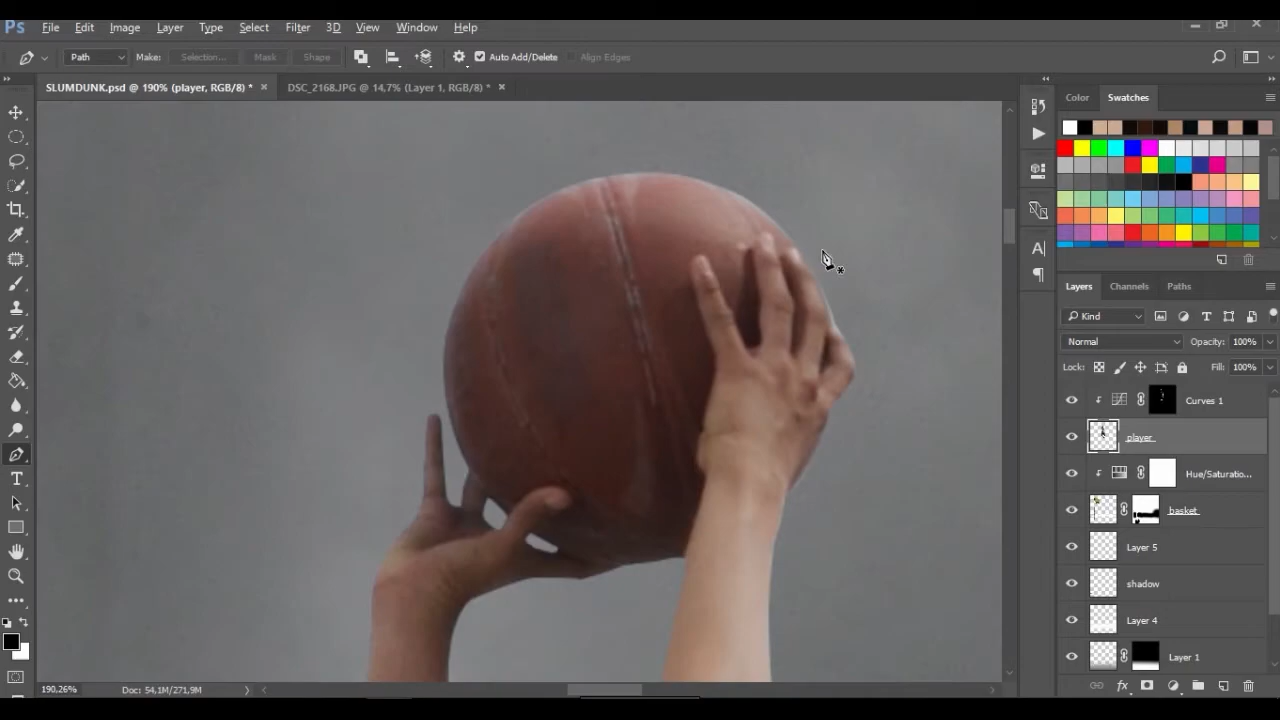 Ps File Edit Image Layer Type Select Filter 3D View Window Help
Path Make: Selection... Mask Shape Auto Add/Delete Align Edges
SLUMDUNK.psd @ 190% (player, RGB/8) * × DSC_2168.JPG @ 14,7% (Layer 1, RGB/8) * ×
Color Swatches
Layers Channels Paths
Kind
Normal Opacity: 100%
Lock: Fill: 100%
Curves 1
player
Hue/Saturatio...
basket
Layer 5
shadow
Layer 4
Layer 1
190,26% Doc: 54,1M/271,9M